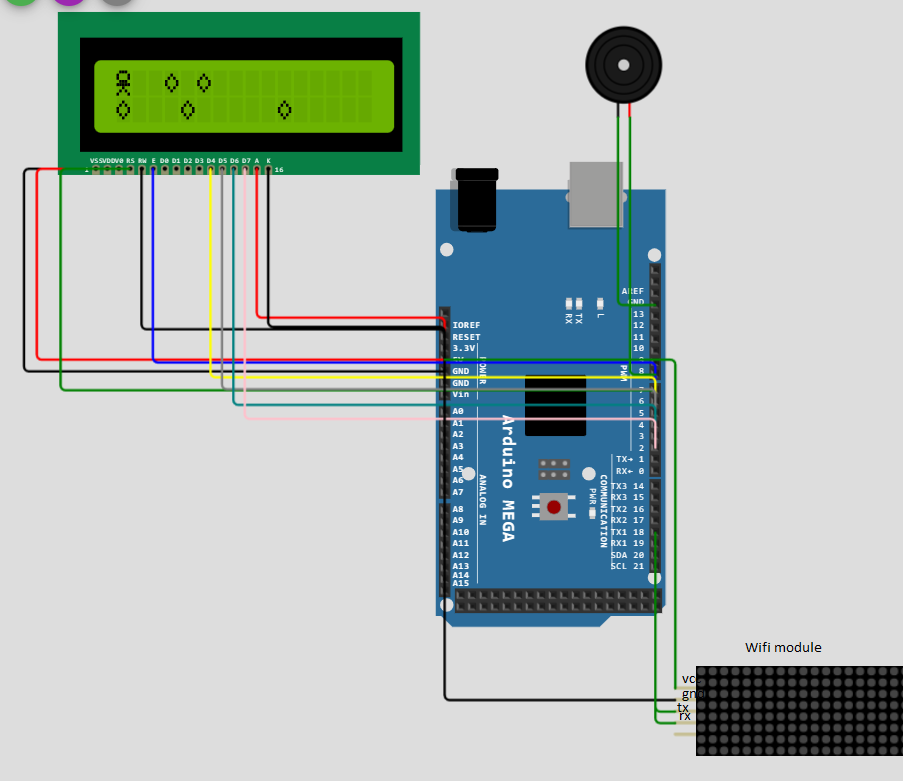 VSS VDD V0 RS RW E D0 D1 D2 D3 D4 D5 D6 D7 A K
16
AREF
GND
13
12
11
10
9
8
7
6
5
4
3
2
TX→ 1
RX← 0
TX3 14
RX3 15
TX2 16
RX2 17
TX1 18
RX1 19
SDA 20
SCL 21
RX
TX
L
PWM
IOREF
RESET
3.3V
GND
GND
Vin
POWER
A0
A1
A2
A3
A4
A5
A6
A7
A8
A9
A10
A11
A12
A13
A14
A15
ANALOG IN
Arduino MEGA
PWR
COMMUNICATION
Wifi module
vcc
gnd
tx
rx